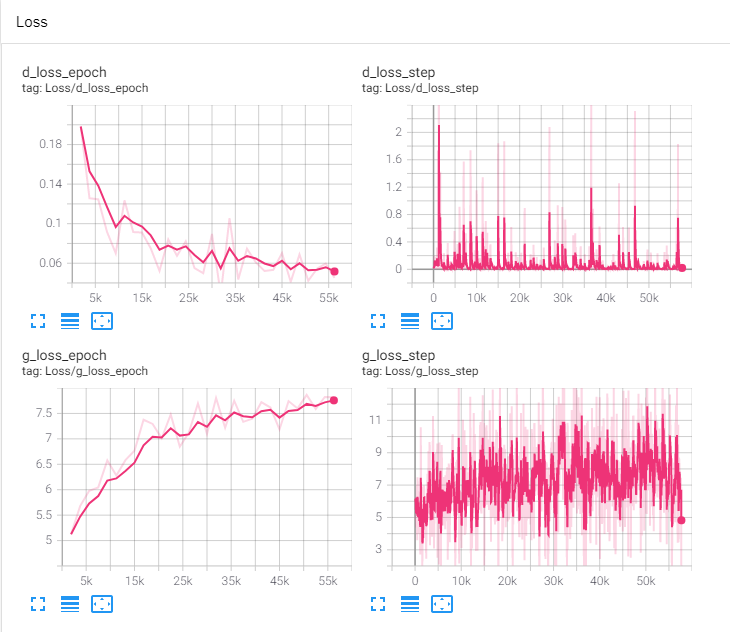 Loss
d_loss_epoch
tag: Loss/d_loss_epoch
0.18
0.14
0.1
0.06
5k 15k 25k 35k 45k 55k
d_loss_step
tag: Loss/d_loss_step
2
1.6
1.2
0.8
0.4
0
0 10k 20k 30k 40k 50k
g_loss_epoch
tag: Loss/g_loss_epoch
7.5
7
6.5
6
5.5
5
5k 15k 25k 35k 45k 55k
g_loss_step
tag: Loss/g_loss_step
11
9
7
5
3
0 10k 20k 30k 40k 50k